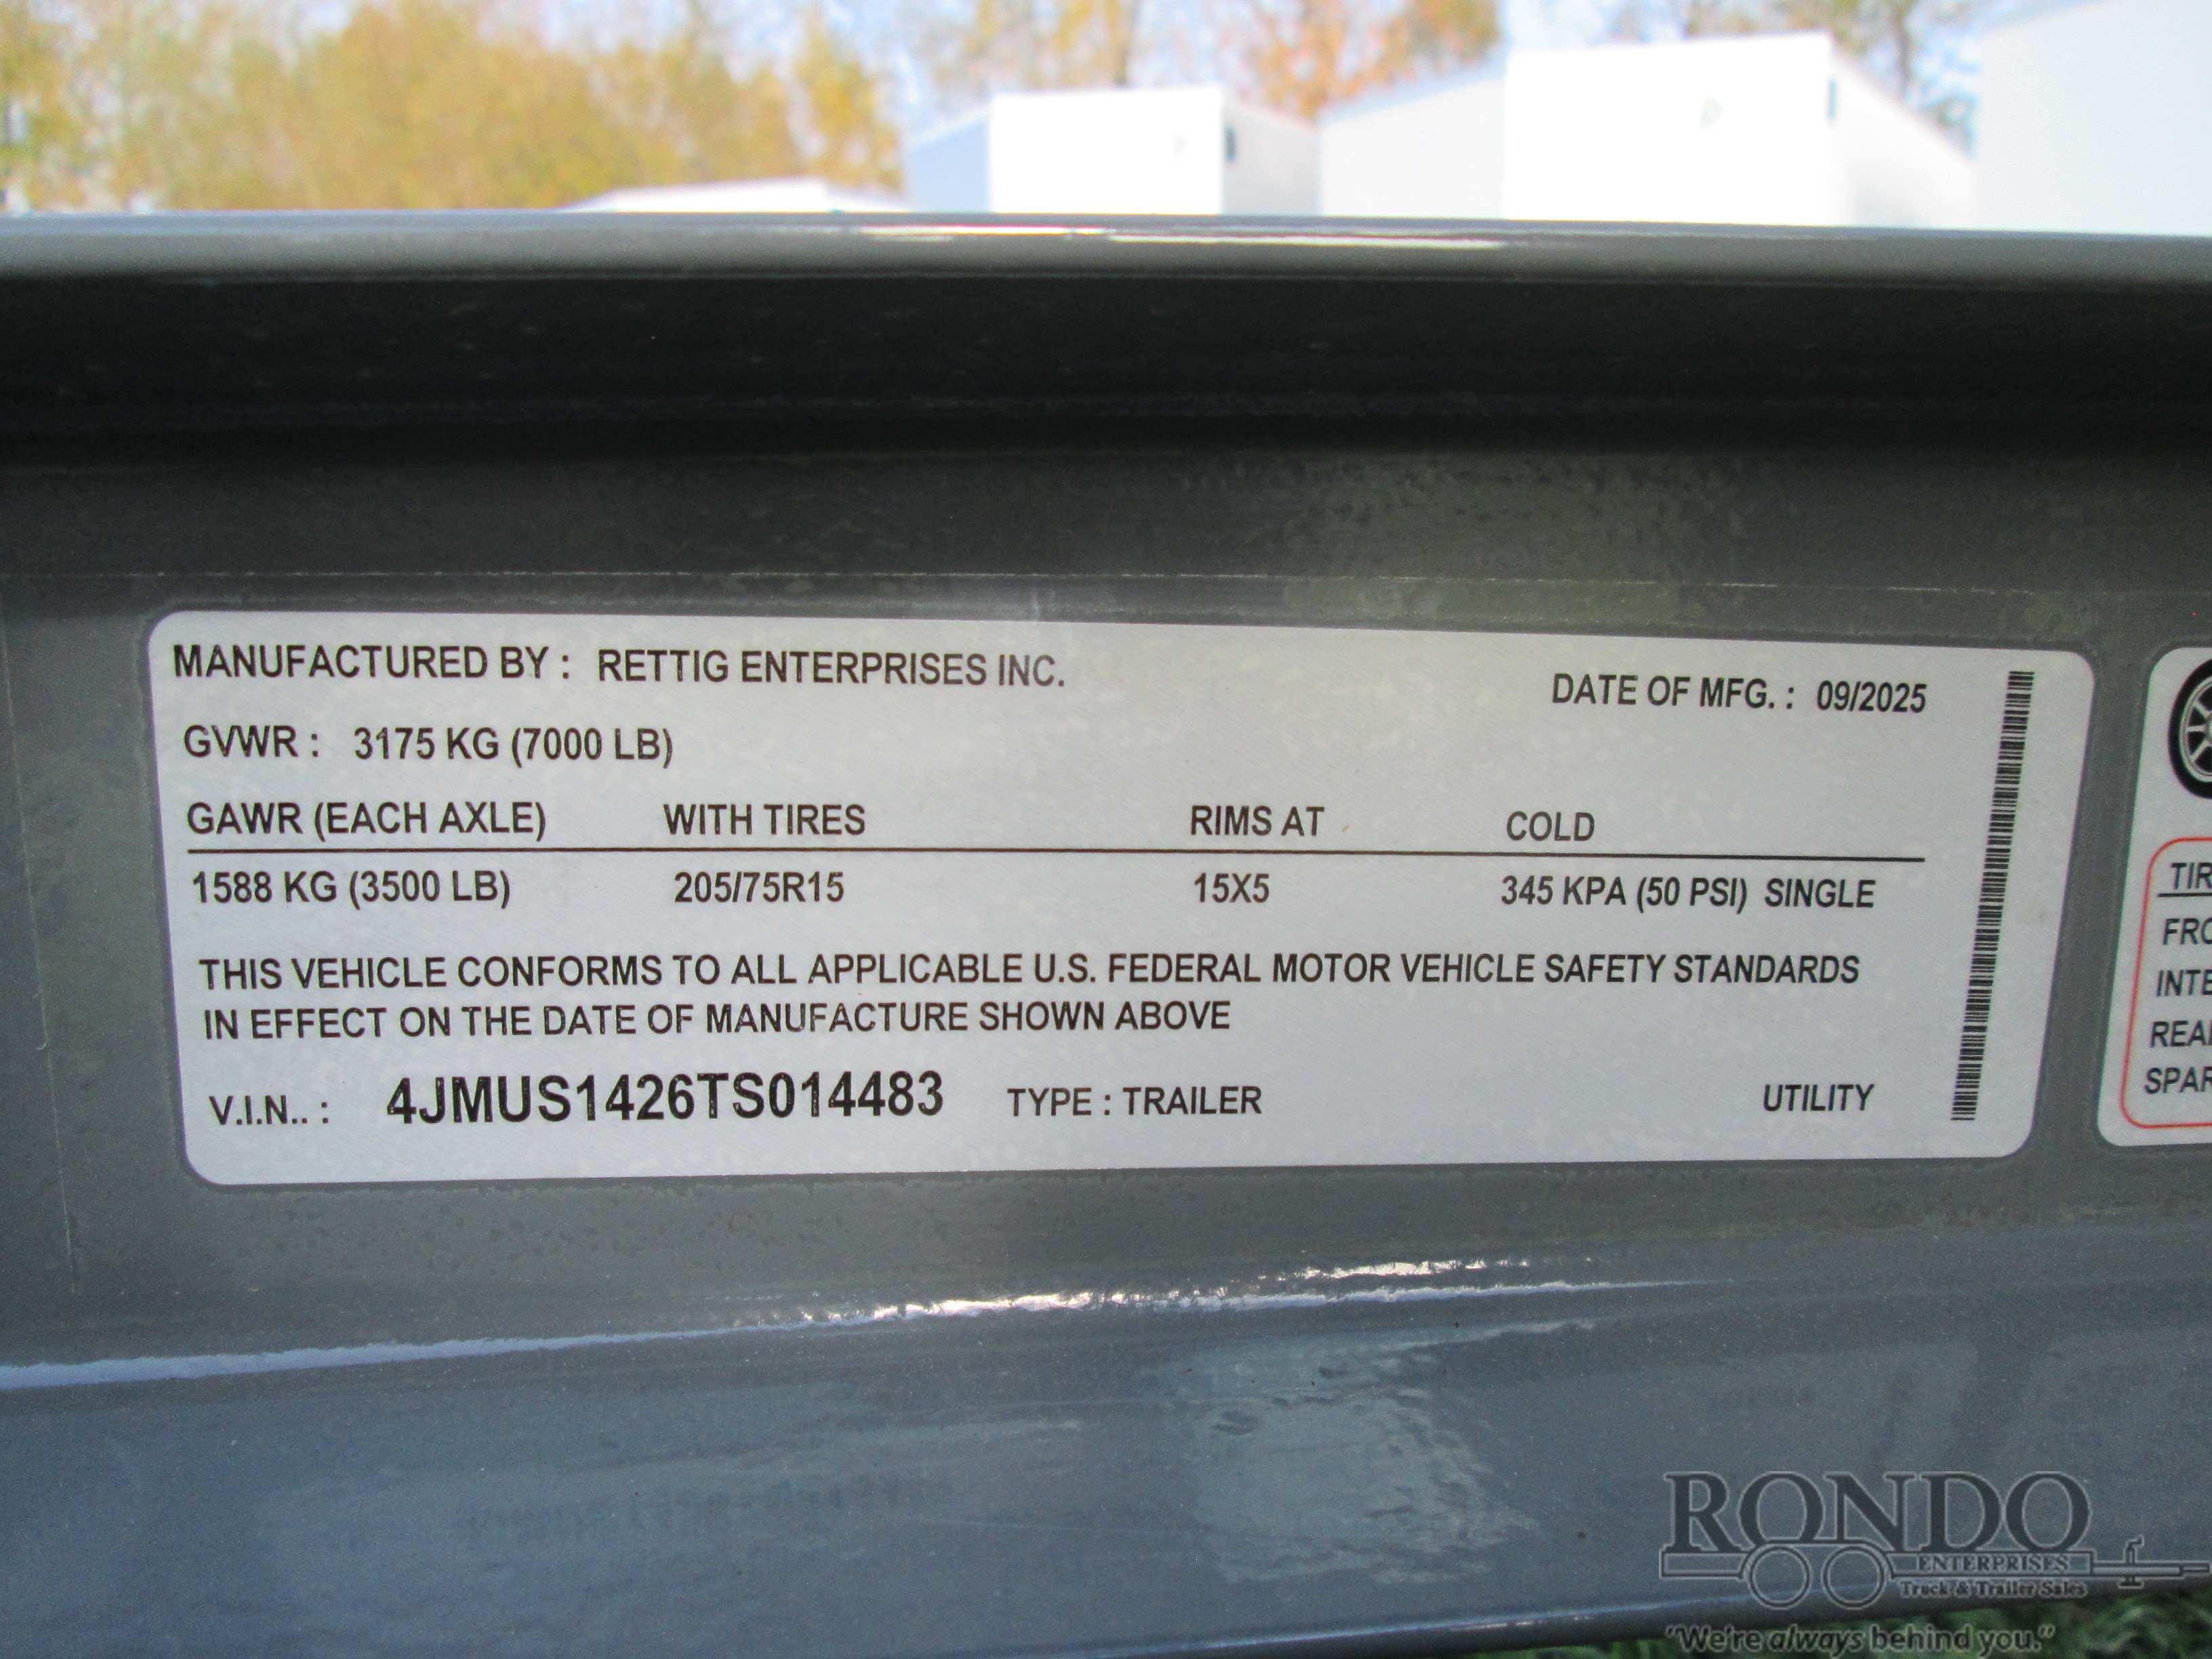 MANUFACTURED BY : RETTIG ENTERPRISES INC.
DATE OF MFG. : 09/2025
GVWR : 3175 KG (7000 LB)
GAWR (EACH AXLE) WITH TIRES RIMS AT COLD
1588 KG (3500 LB) 205/75R15 15X5 345 KPA (50 PSI) SINGLE
THIS VEHICLE CONFORMS TO ALL APPLICABLE U.S. FEDERAL MOTOR VEHICLE SAFETY STANDARDS
IN EFFECT ON THE DATE OF MANUFACTURE SHOWN ABOVE
V.I.N.. : 4JMUS1426TS014483 TYPE : TRAILER UTILITY
RONDO
ENTERPRISES
Truck & Trailer Sales
"We're always behind you."